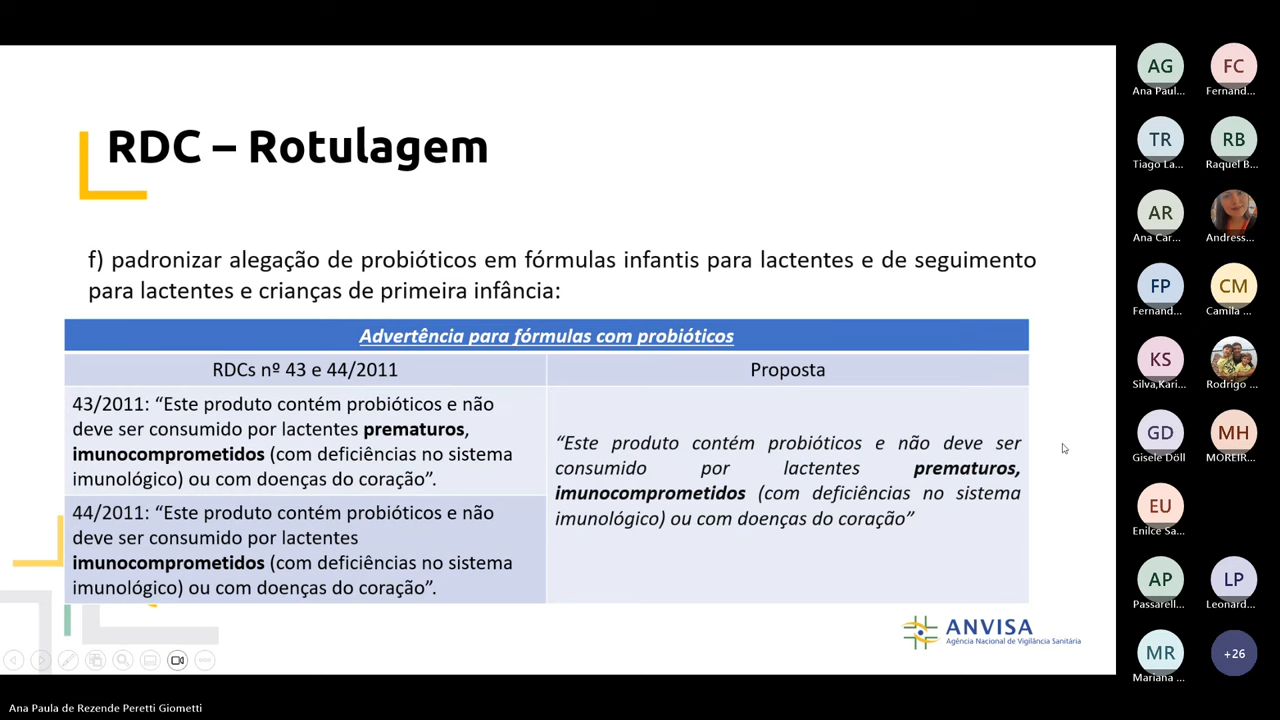 RDC – Rotulagem
f) padronizar alegação de probióticos em fórmulas infantis para lactentes e de seguimento
para lactentes e crianças de primeira infância:
Advertência para fórmulas com probióticos
RDCs nº 43 e 44/2011
Proposta
43/2011: “Este produto contém probióticos e não
deve ser consumido por lactentes prematuros,
imunocomprometidos (com deficiências no sistema
imunológico) ou com doenças do coração”.
44/2011: “Este produto contém probióticos e não
deve ser consumido por lactentes
imunocomprometidos (com deficiências no sistema
imunológico) ou com doenças do coração”.
“Este produto contém probióticos e não deve ser
consumido por lactentes prematuros,
imunocomprometidos (com deficiências no sistema
imunológico) ou com doenças do coração”
ANVISA
Agência Nacional de Vigilância Sanitária
AG
Ana Paul...
FC
Fernand...
TR
Tiago La...
RB
Raquel B...
AR
Ana Car...
Andress...
FP
Fernand...
CM
Camila ...
KS
Silva,Kari...
Rodrigo ...
GD
Gisele Döll
MH
MOREIR...
EU
Enilce Sa...
AP
Passarell...
LP
Leonard...
MR
Mariana ...
+26
Ana Paula de Rezende Peretti Giometti